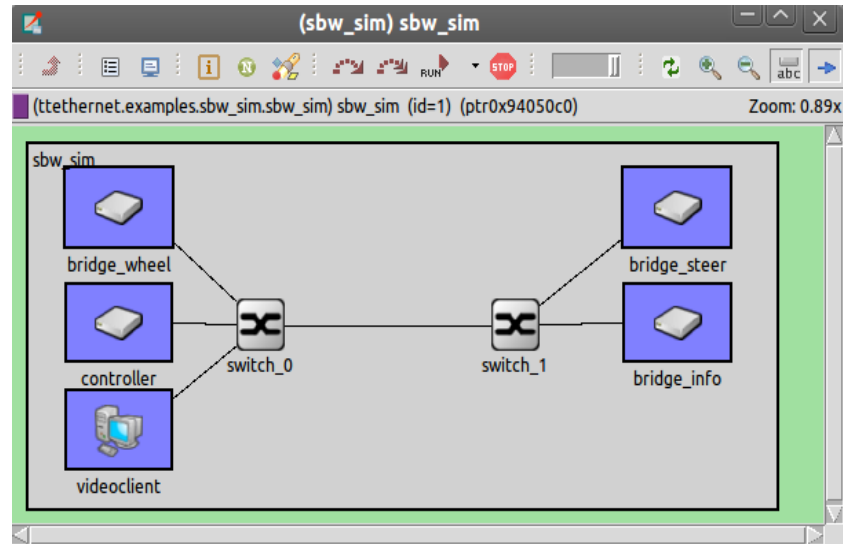 (sbw_sim) sbw_sim
i N RUN STOP abc
(ttethernet.examples.sbw_sim.sbw_sim) sbw_sim (id=1) (ptr0x94050c0) Zoom: 0.89x
sbw_sim
bridge_wheel
bridge_steer
switch_0
switch_1
controller
bridge_info
videoclient